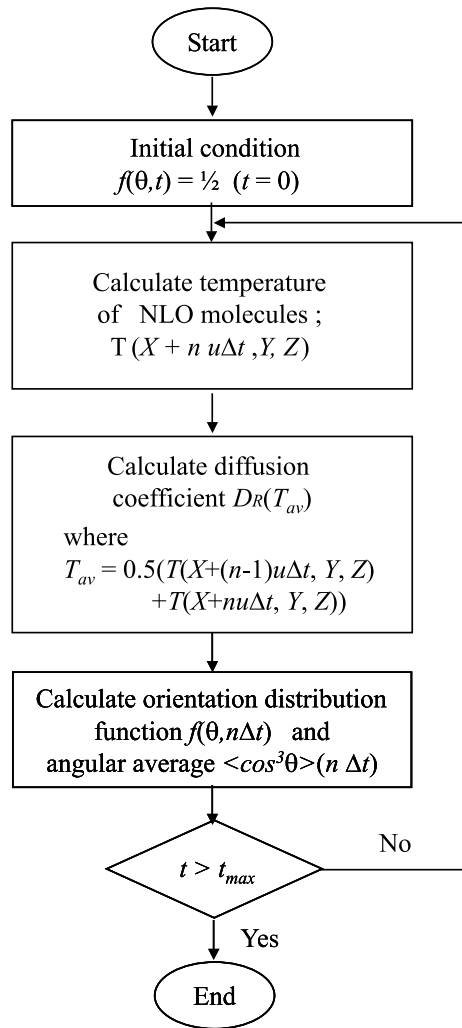 Start
Initial condition
f(θ,t) = ½ (t = 0)
Calculate temperature
of NLO molecules ;
T (X + n uΔt ,Y, Z)
Calculate diffusion
coefficient DR(Tav)
where
Tav = 0.5(T(X+(n-1)uΔt, Y, Z)
+T(X+nuΔt, Y, Z))
Calculate orientation distribution
function f(θ,nΔt) and
angular average <cos³θ>(n Δt)
t > tmax
No
Yes
End